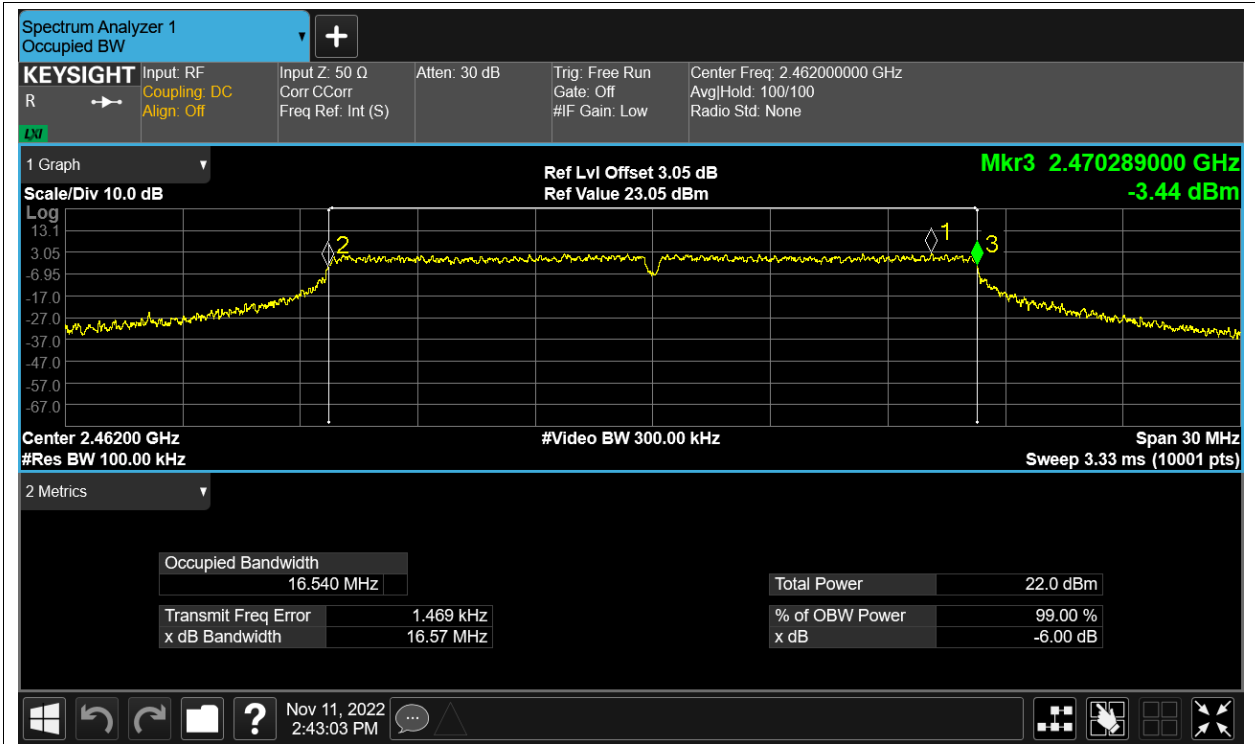 Spectrum Analyzer 1
Occupied BW
KEYSIGHT
R
LXI
Input: RF
Coupling: DC
Align: Off
Input Z: 50 Ω
Corr CCorr
Freq Ref: Int (S)
Atten: 30 dB
Trig: Free Run
Gate: Off
#IF Gain: Low
Center Freq: 2.462000000 GHz
Avg|Hold: 100/100
Radio Std: None
1 Graph
Scale/Div 10.0 dB
Ref Lvl Offset 3.05 dB
Ref Value 23.05 dBm
Mkr3 2.470289000 GHz
-3.44 dBm
Log
13.1
3.05
-6.95
-17.0
-27.0
-37.0
-47.0
-57.0
-67.0
2
1
3
Center 2.46200 GHz
#Video BW 300.00 kHz
Span 30 MHz
#Res BW 100.00 kHz
Sweep 3.33 ms (10001 pts)
2 Metrics
Occupied Bandwidth
16.540 MHz
Transmit Freq Error 1.469 kHz
x dB Bandwidth 16.57 MHz
Total Power 22.0 dBm
% of OBW Power 99.00 %
x dB -6.00 dB
?
Nov 11, 2022
2:43:03 PM